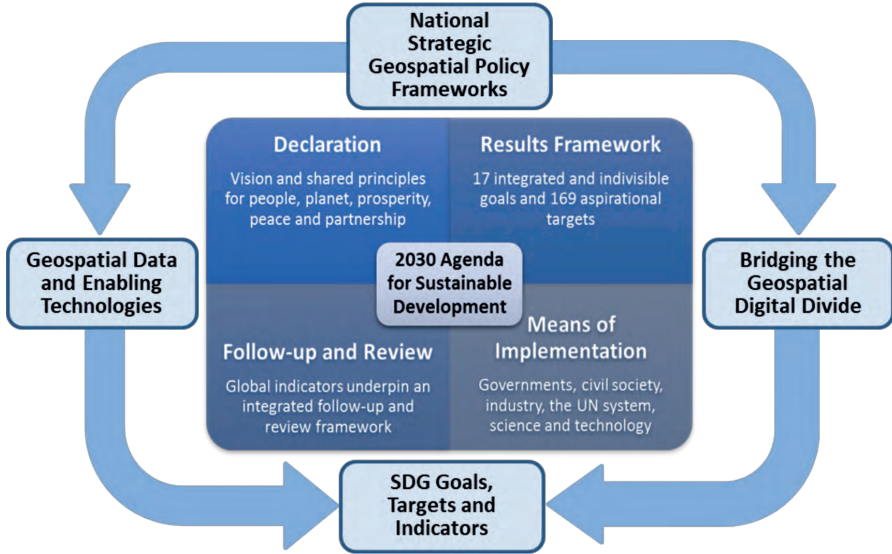 National
Strategic
Geospatial Policy
Frameworks
Declaration
Vision and shared principles
for people, planet, prosperity,
peace and partnership
Results Framework
17 integrated and indivisible
goals and 169 aspirational
targets
Geospatial Data
and Enabling
Technologies
2030 Agenda
for Sustainable
Development
Bridging the
Geospatial
Digital Divide
Follow-up and Review
Global indicators underpin an
integrated follow-up and
review framework
Means of
Implementation
Governments, civil society,
industry, the UN system,
science and technology
SDG Goals,
Targets and
Indicators